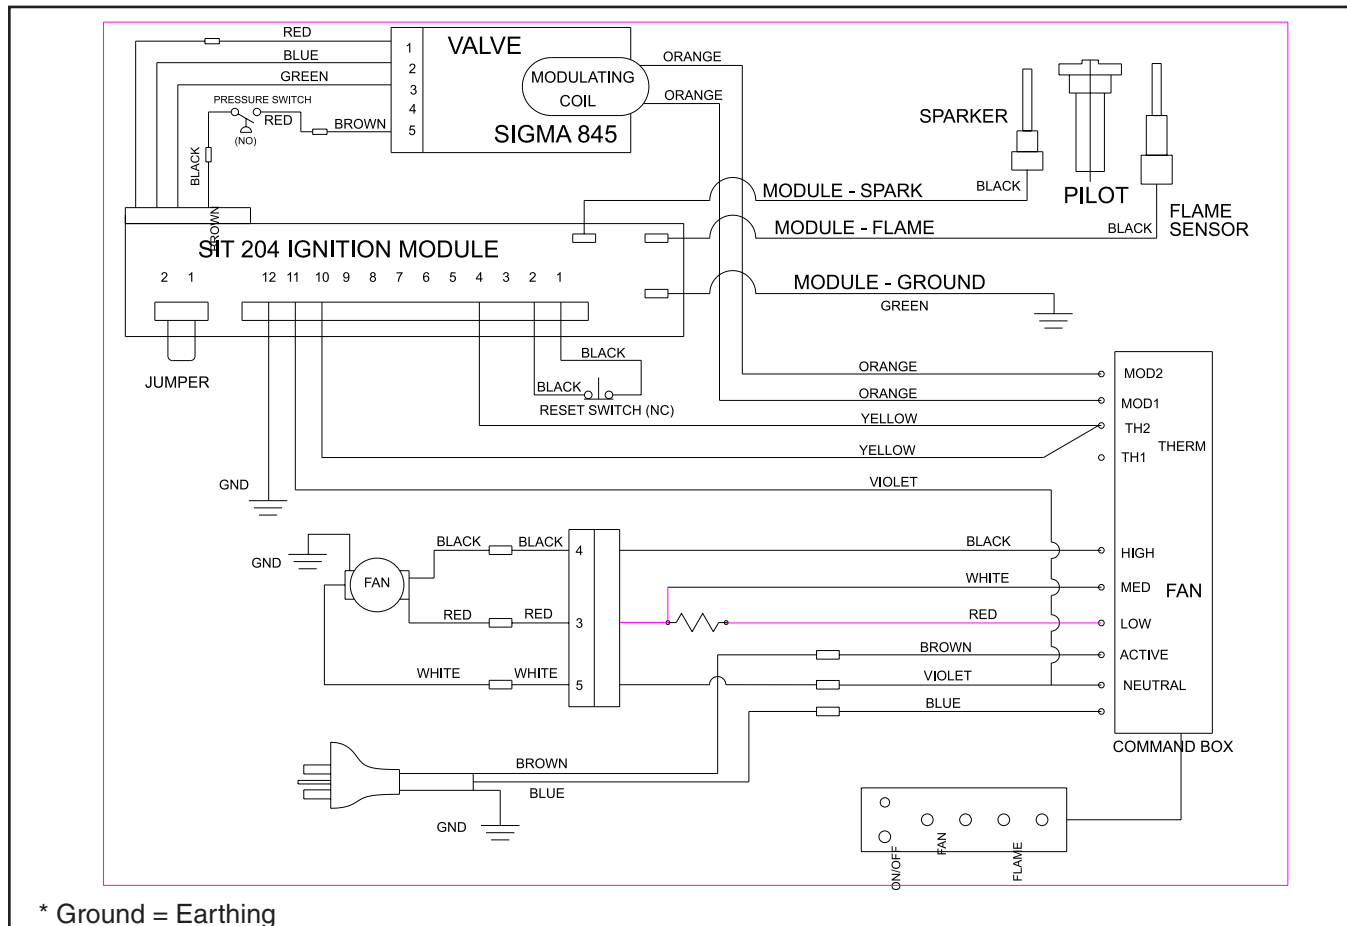 RED
VALVE
1
BLUE
2
ORANGE
GREEN
3
MODULATING
COIL
PRESSURE SWITCH
4
ORANGE
RED
BROWN
5
(NO)
SIGMA 845
SPARKER
BLACK
MODULE - SPARK
BLACK
PILOT
BROWN
MODULE - FLAME
BLACK
FLAME
SENSOR
SIT 204 IGNITION MODULE
2 1 12 11 10 9 8 7 6 5 4 3 2 1
MODULE - GROUND
GREEN
JUMPER
BLACK
BLACK
RESET SWITCH (NC)
ORANGE
MOD2
ORANGE
MOD1
YELLOW
TH2
THERM
YELLOW
TH1
GND
VIOLET
GND
FAN
BLACK
BLACK
4
BLACK
HIGH
WHITE
MED
FAN
RED
RED
3
RED
LOW
BROWN
ACTIVE
WHITE
WHITE
5
VIOLET
NEUTRAL
BLUE
COMMAND BOX
BROWN
BLUE
GND
ON/OFF
FAN
FLAME
* Ground = Earthing